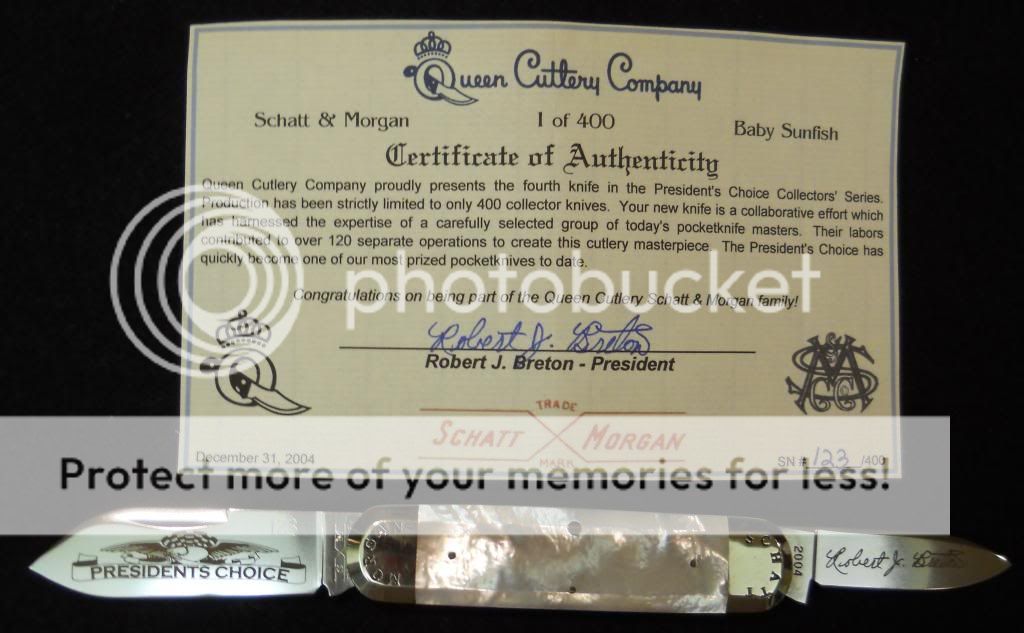 Queen Cutlery Company
Schatt & Morgan 1 of 400 Baby Sunfish
Certificate of Authenticity
Queen Cutlery Company proudly presents the fourth knife in the President's Choice Collectors' Series.
Production has been strictly limited to only 400 collector knives. Your new knife is a collaborative effort which
has harnessed the expertise of a carefully selected group of today's pocketknife masters. Their labors
contributed to over 120 separate operations to create this cutlery masterpiece. The President's Choice has
quickly become one of our most prized pocketknives to date.
Congratulations on being part of the Queen Cutlery Schatt & Morgan family!
photobucket
Robert J. Breton
Robert J. Breton - President
TRADE
SCHATT MORGAN
MARK
December 31, 2004 SN # 123 /400
Protect more of your memories for less!
PRESIDENTS CHOICE
MORGAN
SCHATT
2004
Robert J. Breton